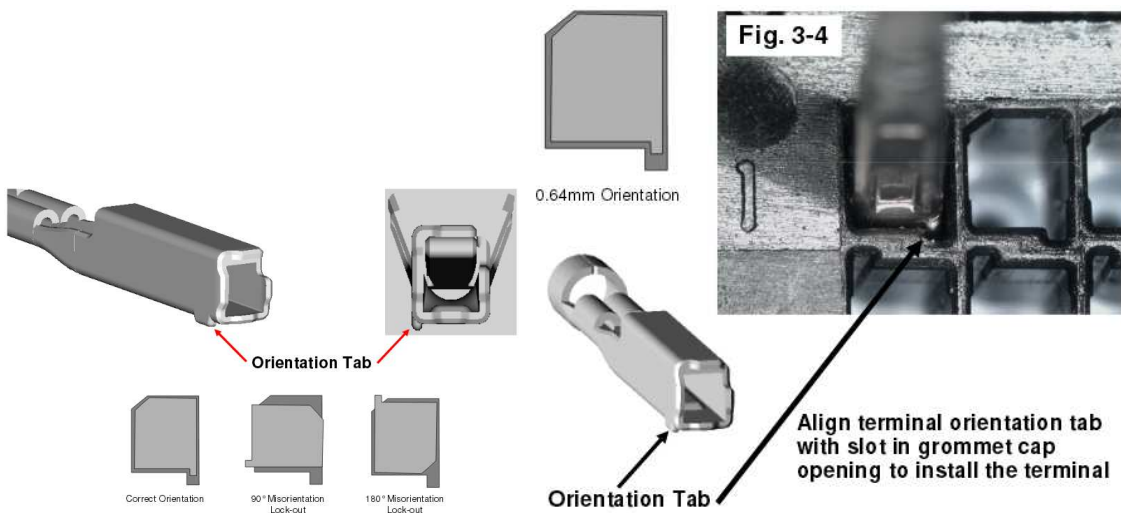 Fig. 3-4
0.64mm Orientation
Orientation Tab
Correct Orientation
90° Misorientation
Lock-out
180° Misorientation
Lock-out
Align terminal orientation tab
with slot in grommet cap
opening to install the terminal
Orientation Tab